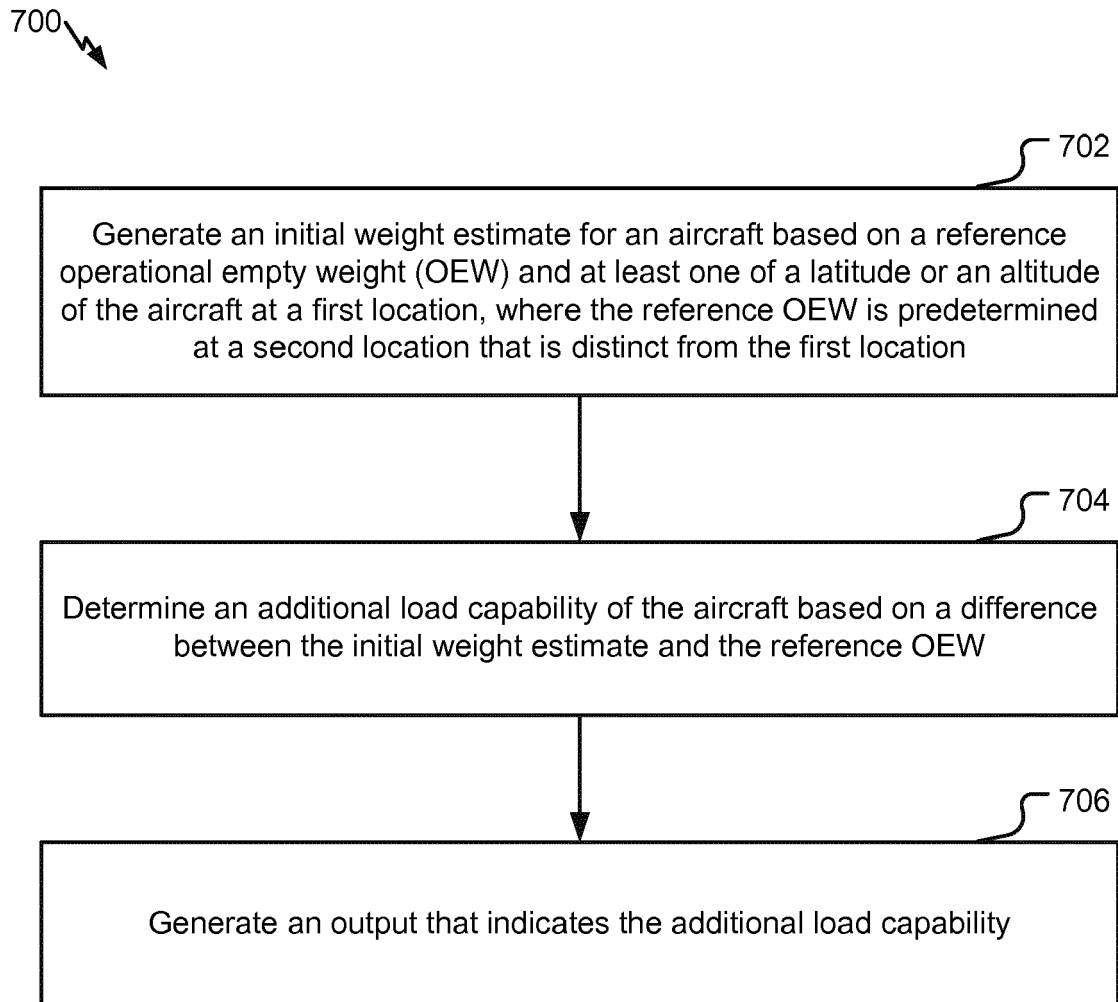 700
702
Generate an initial weight estimate for an aircraft based on a reference
operational empty weight (OEW) and at least one of a latitude or an altitude
of the aircraft at a first location, where the reference OEW is predetermined
at a second location that is distinct from the first location
704
Determine an additional load capability of the aircraft based on a difference
between the initial weight estimate and the reference OEW
706
Generate an output that indicates the additional load capability